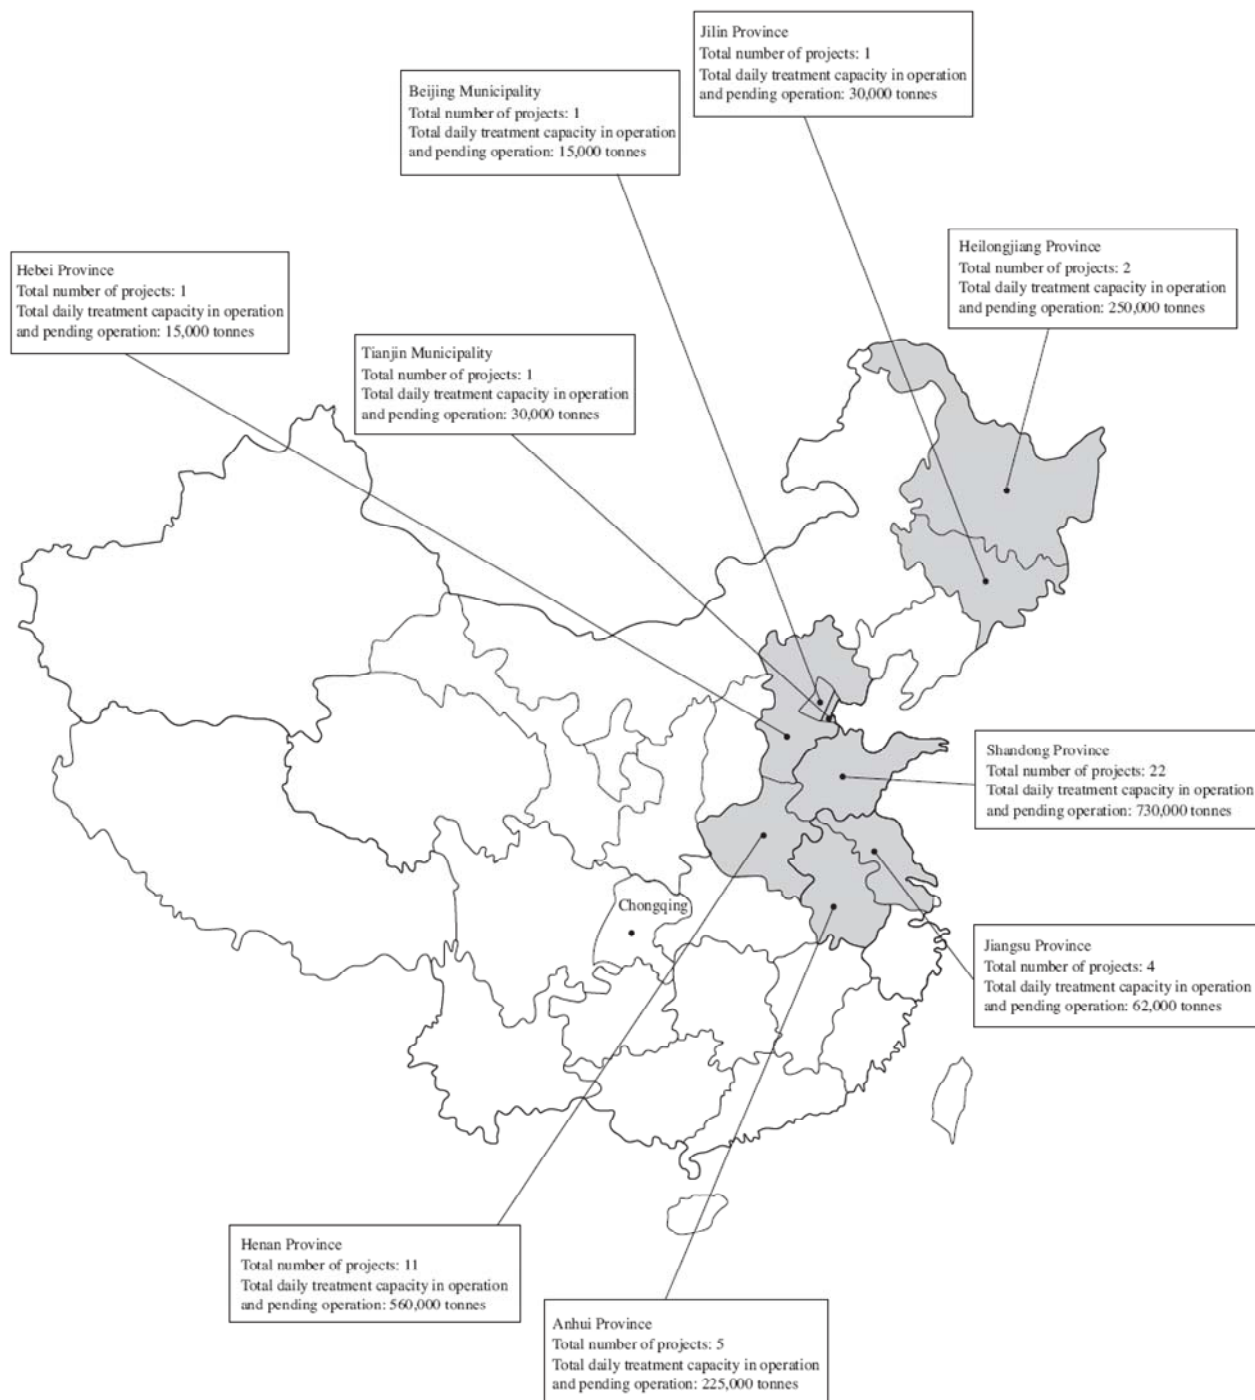 Jilin Province
Total number of projects: 1
Total daily treatment capacity in operation
and pending operation: 30,000 tonnes
Beijing Municipality
Total number of projects: 1
Total daily treatment capacity in operation
and pending operation: 15,000 tonnes
Heilongjiang Province
Total number of projects: 2
Total daily treatment capacity in operation
and pending operation: 250,000 tonnes
Hebei Province
Total number of projects: 1
Total daily treatment capacity in operation
and pending operation: 15,000 tonnes
Tianjin Municipality
Total number of projects: 1
Total daily treatment capacity in operation
and pending operation: 30,000 tonnes
Shandong Province
Total number of projects: 22
Total daily treatment capacity in operation
and pending operation: 730,000 tonnes
Chongqing
Jiangsu Province
Total number of projects: 4
Total daily treatment capacity in operation
and pending operation: 62,000 tonnes
Henan Province
Total number of projects: 11
Total daily treatment capacity in operation
and pending operation: 560,000 tonnes
Anhui Province
Total number of projects: 5
Total daily treatment capacity in operation
and pending operation: 225,000 tonnes